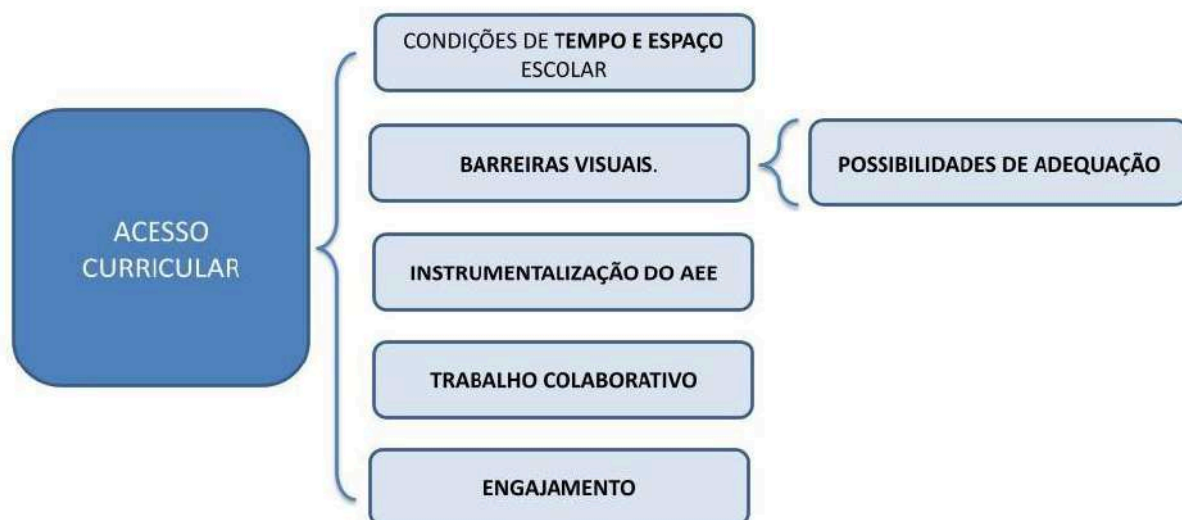 ACESSO
CURRICULAR
CONDIÇÕES DE TEMPO E ESPAÇO
ESCOLAR
BARREIRAS VISUAIS.
POSSIBILIDADES DE ADEQUAÇÃO
INSTRUMENTALIZAÇÃO DO AEE
TRABALHO COLABORATIVO
ENGAJAMENTO